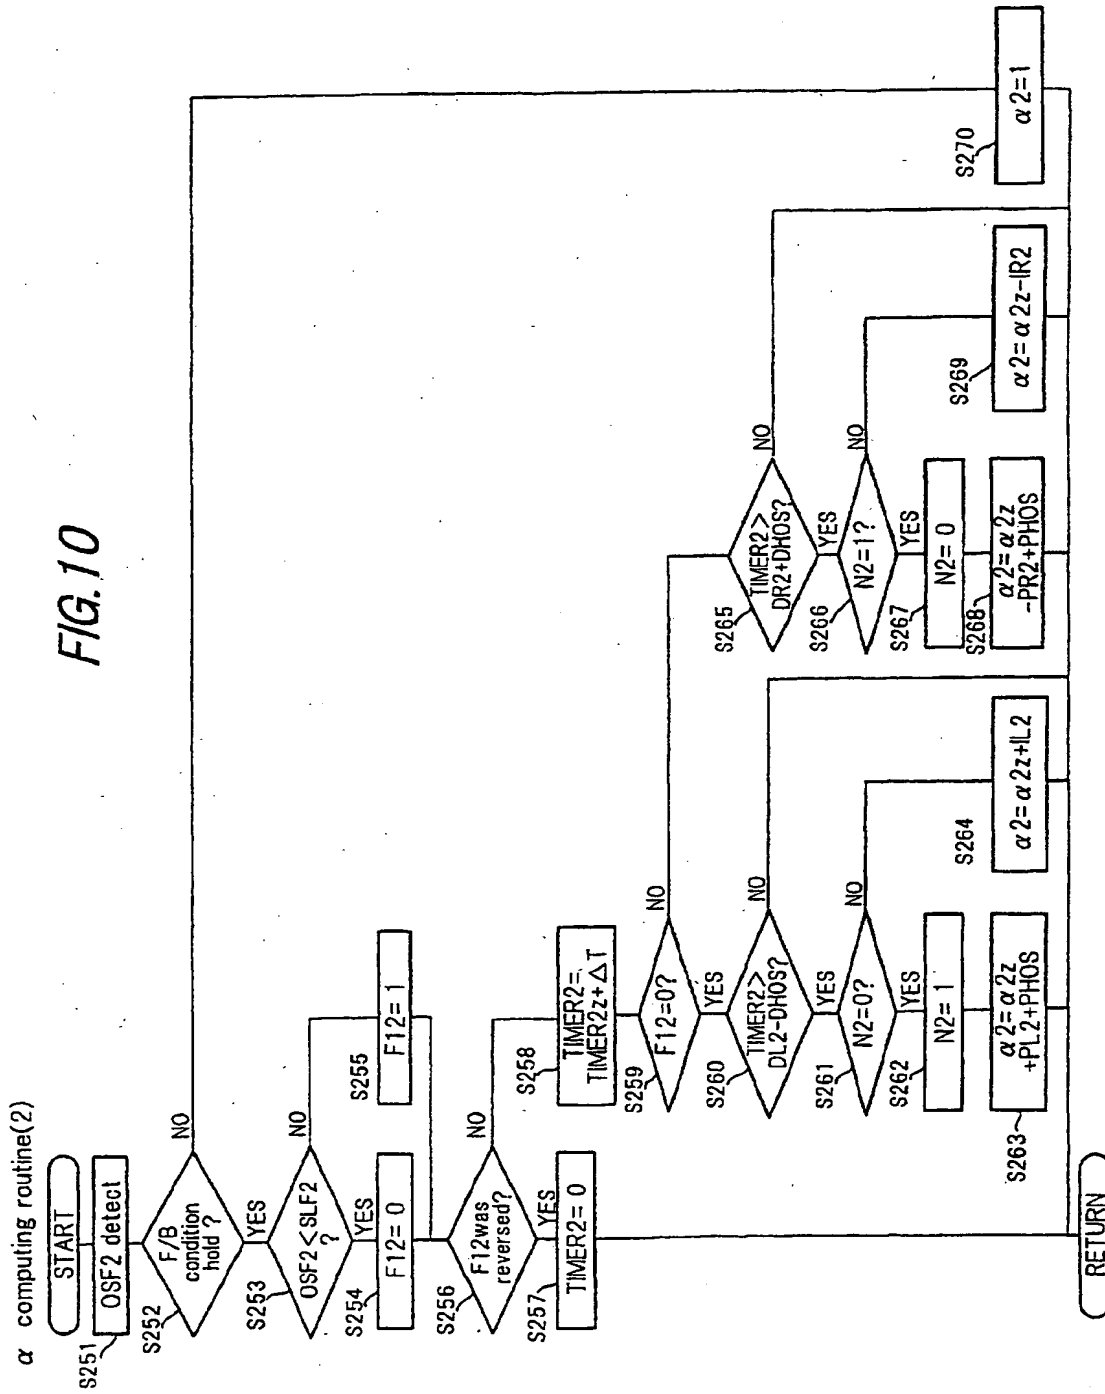 FIG.10
α computing routine(2)
START
S251
OSF2 detect
S252
F/B
condition
hold ?
NO
YES
S253
OSF2<SLF2
?
NO
YES
S254
F12= 0
S255
F12= 1
S256
F12was
reversed?
NO
YES
S257
TIMER2= 0
S258
TIMER2=
TIMER2z+ΔT
S259
F12=0?
NO
YES
S260
TIMER2>
DL2-DHOS?
NO
YES
S261
N2=0?
NO
YES
S262
N2= 1
S263
α2=α2z
+PL2+PHOS
S264
α2=α2z+IL2
S265
TIMER2>
DR2+DHOS?
NO
YES
S266
N2=1?
NO
YES
S267
N2= 0
S268
α2=α2z
-PR2+PHOS
S269
α2=α2z-IR2
S270
α2=1
RETURN